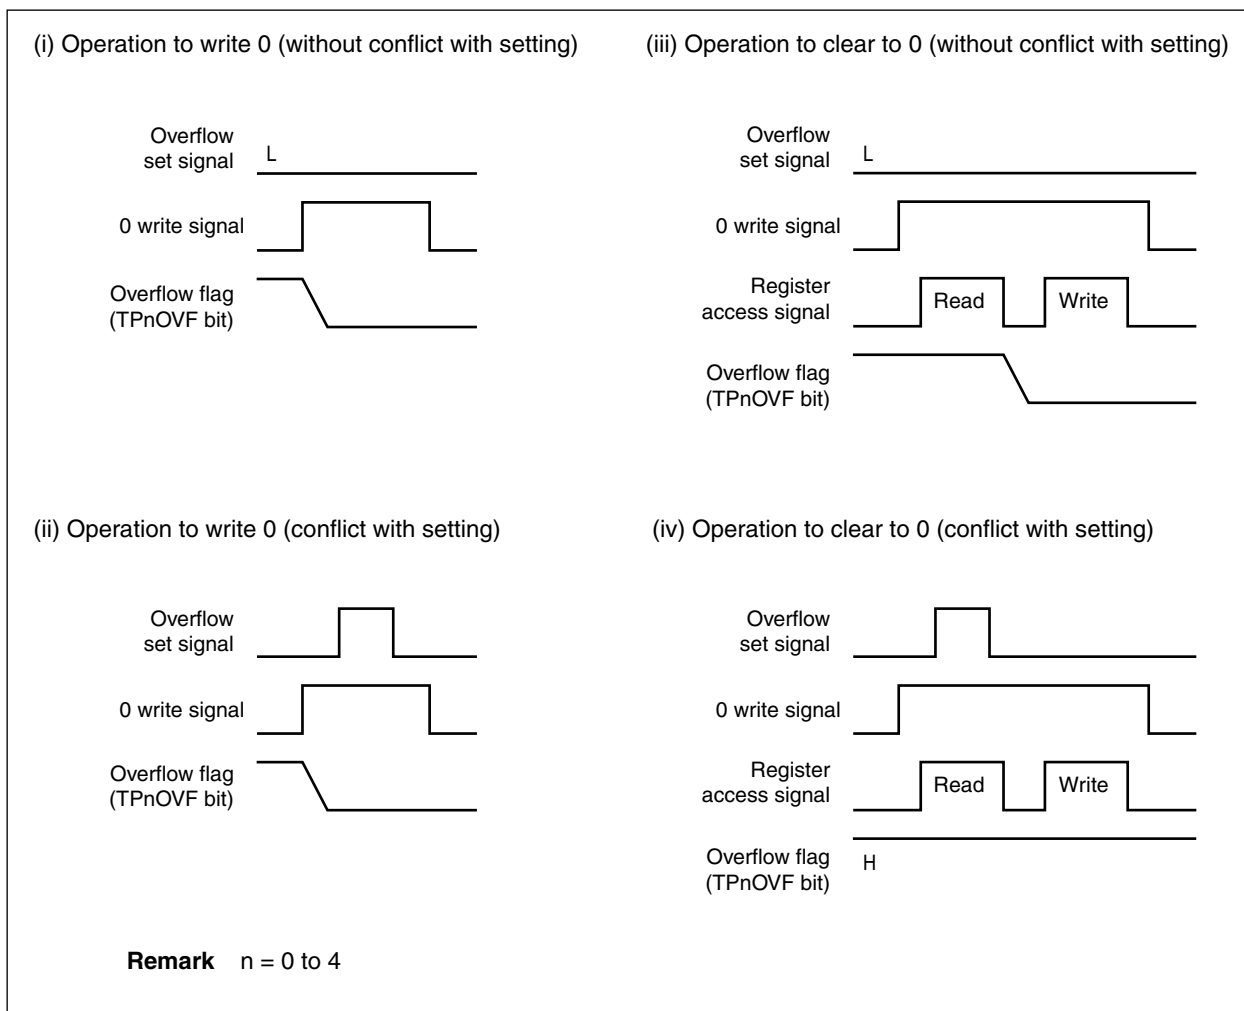 (i) Operation to write 0 (without conflict with setting)
Overflow
set signal
L
0 write signal
Overflow flag
(TPnOVF bit)
(iii) Operation to clear to 0 (without conflict with setting)
Overflow
set signal
L
0 write signal
Register
access signal
Read
Write
Overflow flag
(TPnOVF bit)
(ii) Operation to write 0 (conflict with setting)
Overflow
set signal
0 write signal
Overflow flag
(TPnOVF bit)
(iv) Operation to clear to 0 (conflict with setting)
Overflow
set signal
0 write signal
Register
access signal
Read
Write
Overflow flag
(TPnOVF bit)
H
Remark n = 0 to 4